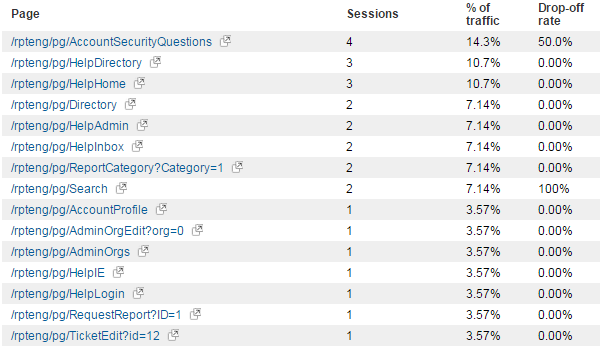 Page Sessions % of traffic Drop-off rate
/rpteng/pg/AccountSecurityQuestions 4 14.3% 50.0%
/rpteng/pg/HelpDirectory 3 10.7% 0.00%
/rpteng/pg/HelpHome 3 10.7% 0.00%
/rpteng/pg/Directory 2 7.14% 0.00%
/rpteng/pg/HelpAdmin 2 7.14% 0.00%
/rpteng/pg/HelpInbox 2 7.14% 0.00%
/rpteng/pg/ReportCategory?Category=1 2 7.14% 0.00%
/rpteng/pg/Search 2 7.14% 100%
/rpteng/pg/AccountProfile 1 3.57% 0.00%
/rpteng/pg/AdminOrgEdit?org=0 1 3.57% 0.00%
/rpteng/pg/AdminOrgs 1 3.57% 0.00%
/rpteng/pg/HelpIE 1 3.57% 0.00%
/rpteng/pg/HelpLogin 1 3.57% 0.00%
/rpteng/pg/RequestReport?ID=1 1 3.57% 0.00%
/rpteng/pg/TicketEdit?id=12 1 3.57% 0.00%